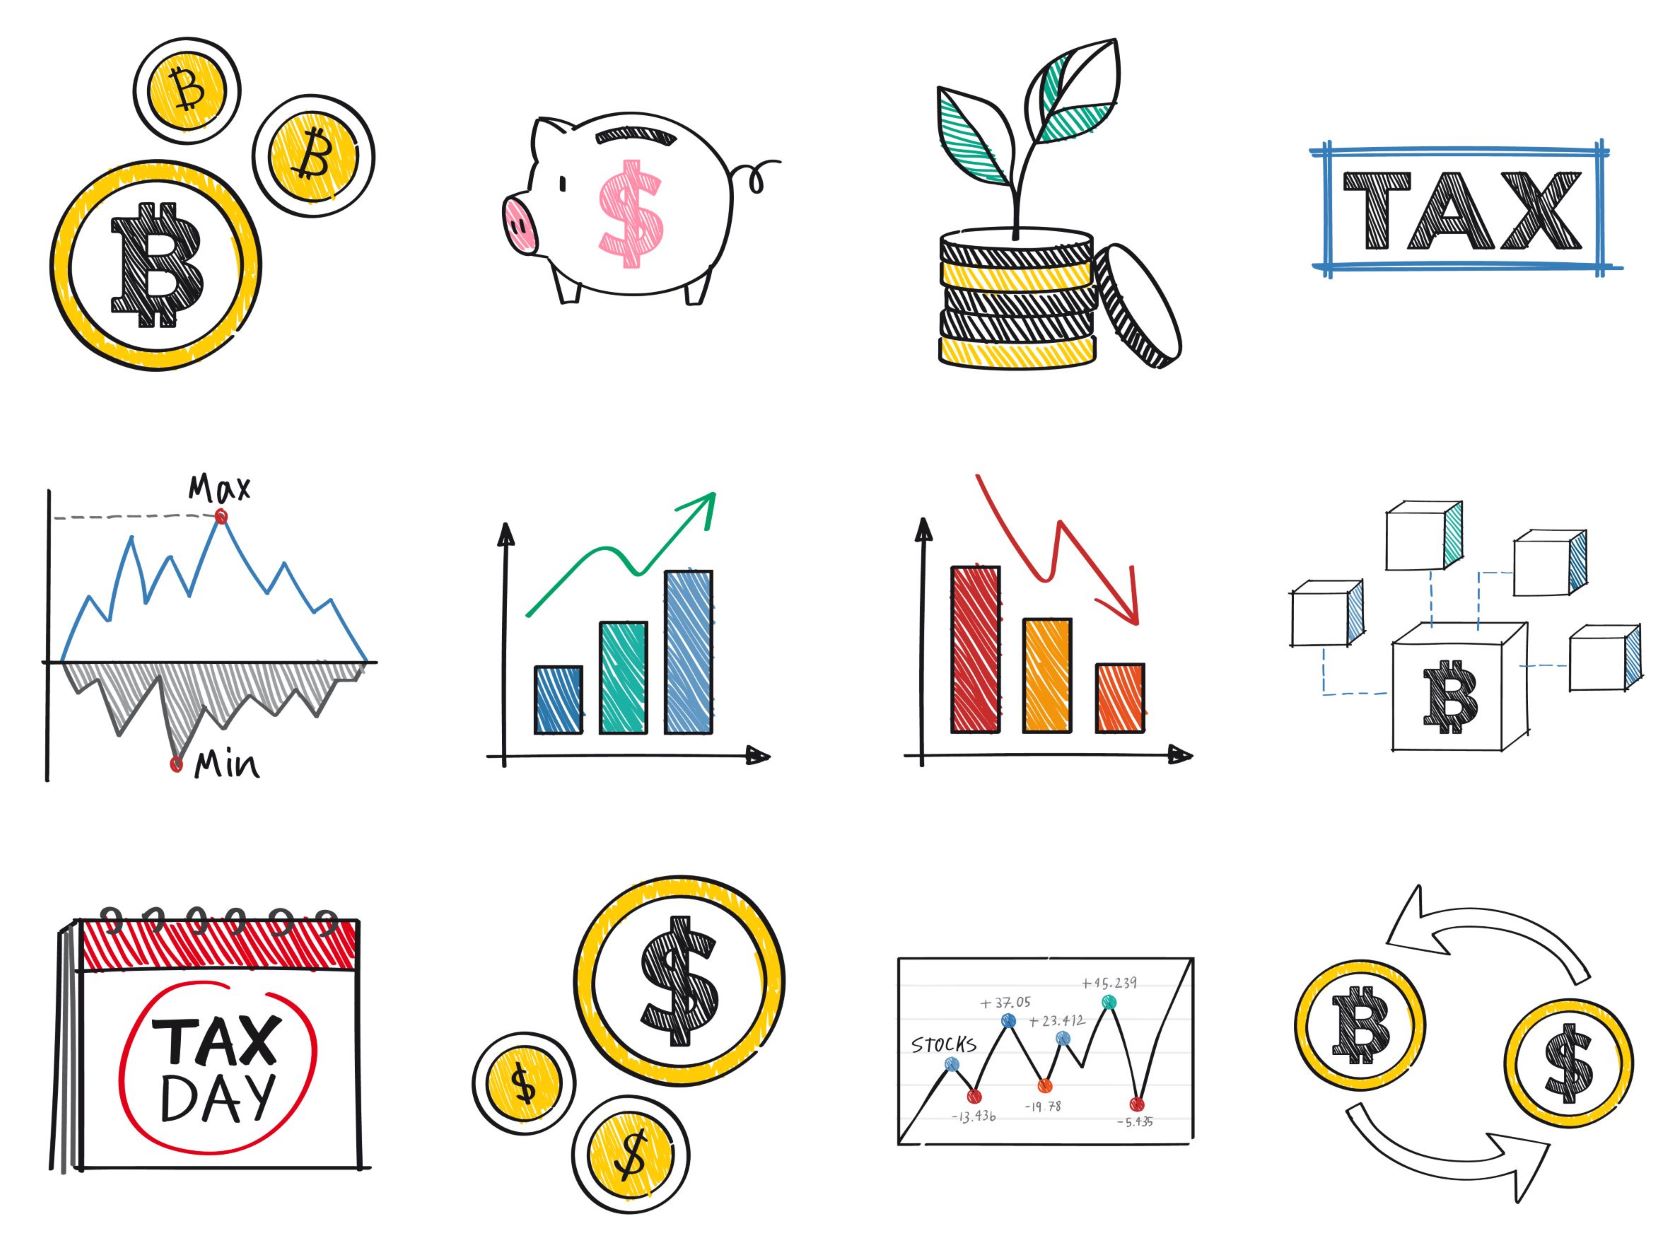 ₿
₿
₿
$
TAX
Max
Min
₿
TAX
DAY
$
$
$
STOCKS
+37.05
+23.412
+45.239
-13.436
-19.78
-5.435
₿
$